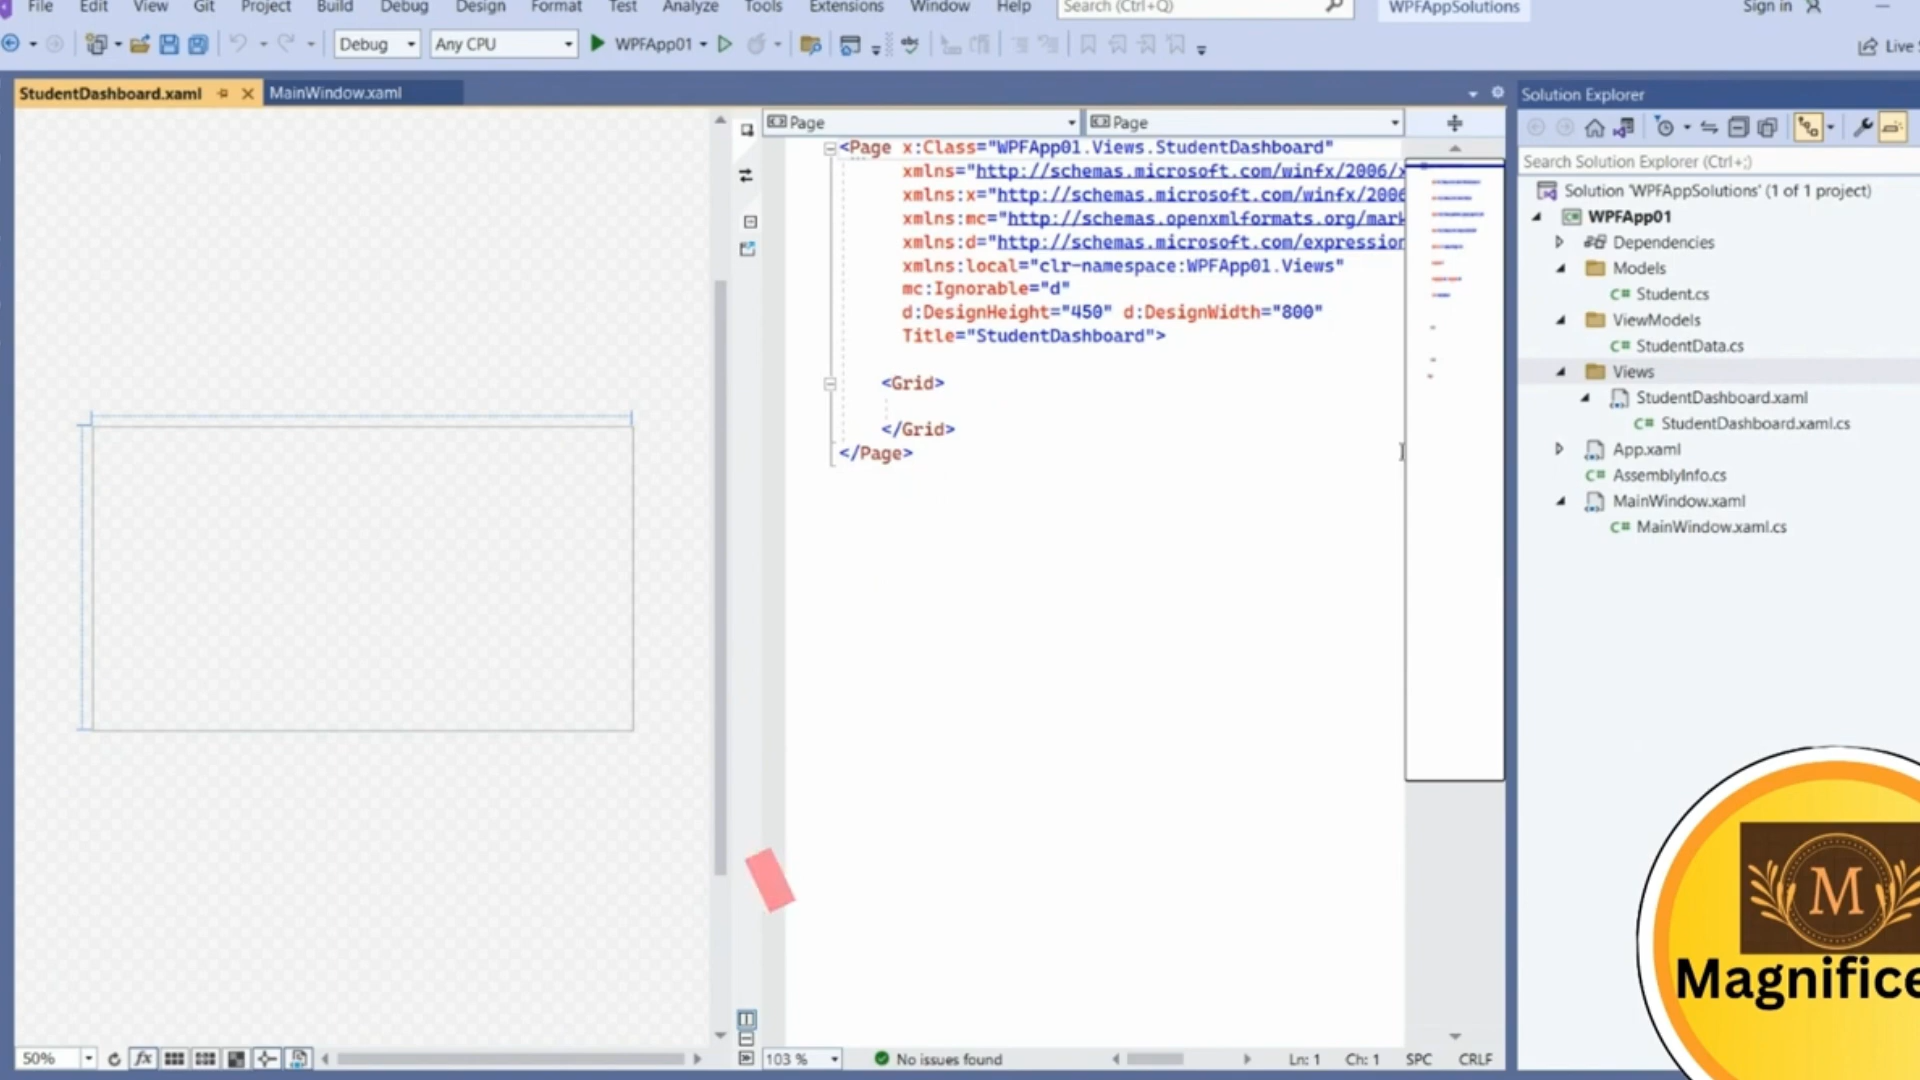 File Edit View Git Project Build Debug Design Format Test Analyze Tools Extensions Window Help Search (Ctrl+Q) WPFAppSolutions Sign in
Debug Any CPU WPFApp01 Live
StudentDashboard.xaml MainWindow.xaml
Page Page
<Page x:Class="WPFApp01.Views.StudentDashboard"
xmlns="http://schemas.microsoft.com/winfx/2006/x
xmlns:x="http://schemas.microsoft.com/winfx/2006
xmlns:mc="http://schemas.openxmlformats.org/mark
xmlns:d="http://schemas.microsoft.com/expression
xmlns:local="clr-namespace:WPFApp01.Views"
mc:Ignorable="d"
d:DesignHeight="450" d:DesignWidth="800"
Title="StudentDashboard">
<Grid>
</Grid>
</Page>
Solution Explorer
Search Solution Explorer (Ctrl+;)
Solution 'WPFAppSolutions' (1 of 1 project)
WPFApp01
Dependencies
Models
C# Student.cs
ViewModels
C# StudentData.cs
Views
StudentDashboard.xaml
C# StudentDashboard.xaml.cs
App.xaml
C# AssemblyInfo.cs
MainWindow.xaml
C# MainWindow.xaml.cs
M
Magnifice
50% fx 103 % No issues found Ln: 1 Ch: 1 SPC CRLF